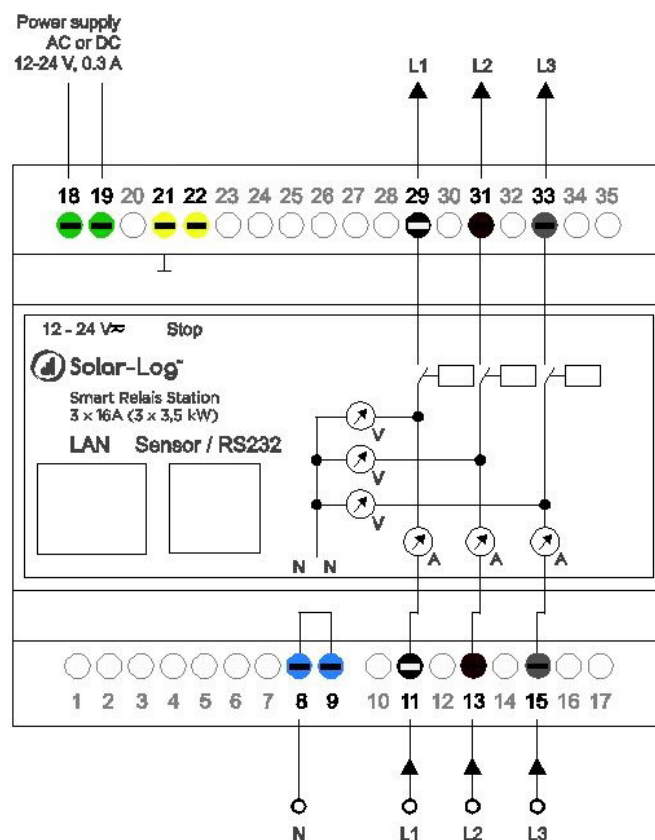 Power supply
AC or DC
12-24 V, 0.3 A
L1 L2 L3
18 19 20 21 22 23 24 25 26 27 28 29 30 31 32 33 34 35
12 - 24 V Stop
Solar-Log™
Smart Relais Station
3 x 16A (3 x 3,5 kW)
LAN Sensor / RS232
V
V
V
A A A
N N
1 2 3 4 5 6 7 8 9 10 11 12 13 14 15 16 17
N L1 L2 L3